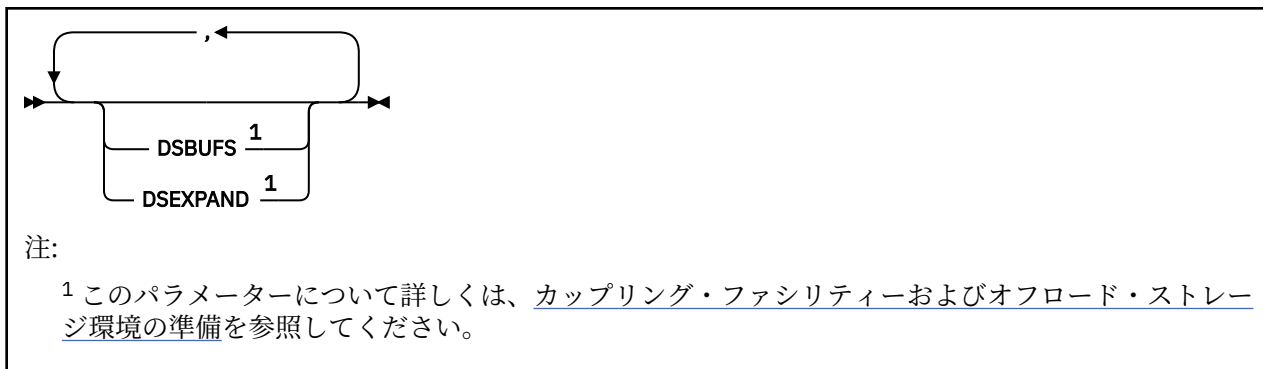 ,
DSBUFS 1
DSEXPAND 1
注:
1 このパラメーターについて詳しくは、カップリング・ファシリティーおよびオフロード・ストレー
ジ環境の準備を参照してください。